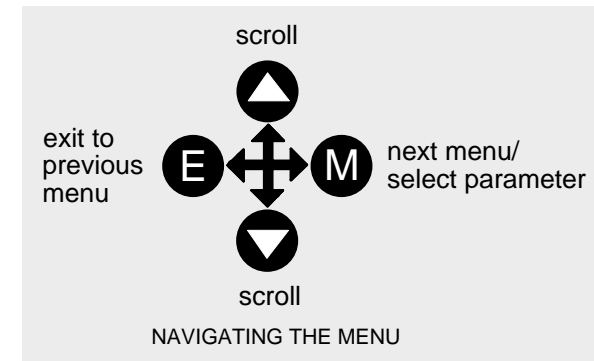 scroll
exit to
previous
menu
E
M
next menu/
select parameter
scroll
NAVIGATING THE MENU